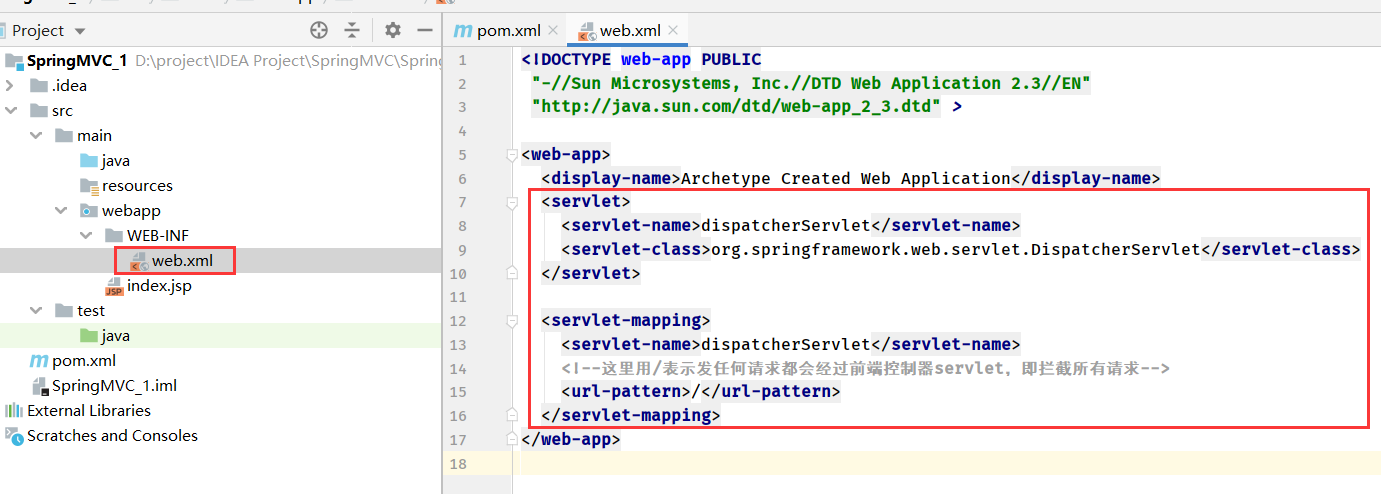 Project
SpringMVC_1 D:\project\IDEA Project\SpringMVC\Spring
.idea
src
main
java
resources
webapp
WEB-INF
web.xml
index.jsp
test
java
pom.xml
SpringMVC_1.iml
External Libraries
Scratches and Consoles
pom.xml
web.xml
1 <!DOCTYPE web-app PUBLIC
2 "-//Sun Microsystems, Inc.//DTD Web Application 2.3//EN"
3 "http://java.sun.com/dtd/web-app_2_3.dtd" >
4
5 <web-app>
6 <display-name>Archetype Created Web Application</display-name>
7 <servlet>
8 <servlet-name>dispatcherServlet</servlet-name>
9 <servlet-class>org.springframework.web.servlet.DispatcherServlet</servlet-class>
10 </servlet>
11
12 <servlet-mapping>
13 <servlet-name>dispatcherServlet</servlet-name>
14 <!--这里用/表示发任何请求都会经过前端控制器servlet，即拦截所有请求-->
15 <url-pattern>/</url-pattern>
16 </servlet-mapping>
17 </web-app>
18